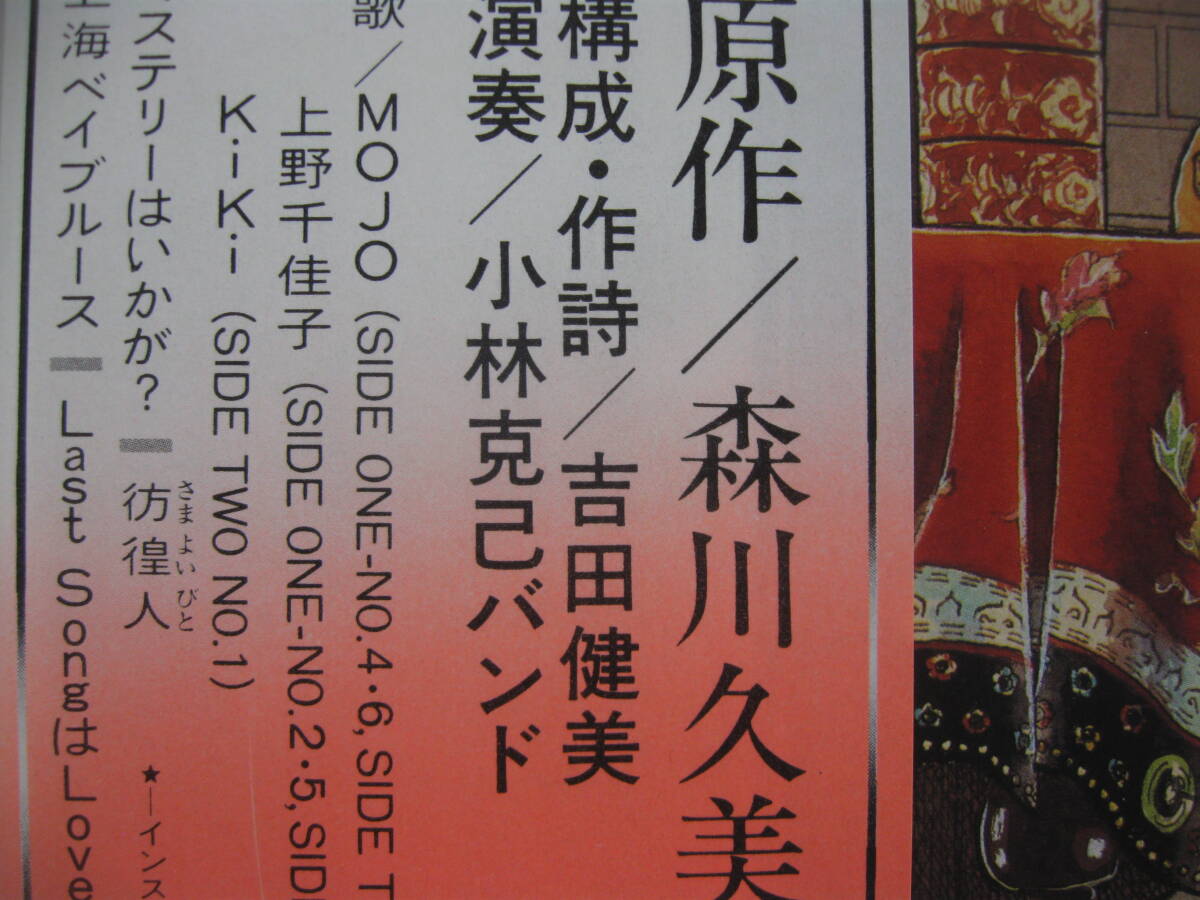 原作/森川久美
構成・作詩/吉田健美
演奏/小林克己バンド
歌/MOJO (SIDE ONE-NO.4・6, SIDE T
上野千佳子 (SIDE ONE-NO.2・5, SID
KiKi (SIDE TWO NO.1)
ステリーはいかが? ━ 彷徨人
さまよいびと
★―インス
海ベイブルース ━ Last SongはLove